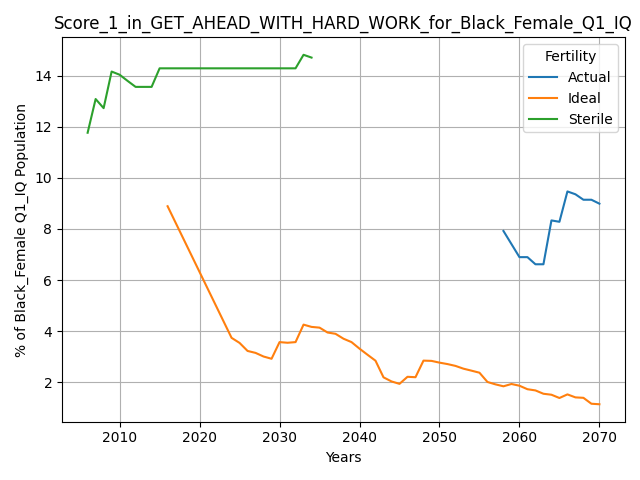 Score_1_in_GET_AHEAD_WITH_HARD_WORK_for_Black_Female_Q1_IQ
Fertility
Actual
Ideal
Sterile
% of Black_Female Q1_IQ Population
14
12
10
8
6
4
2
2010 2020 2030 2040 2050 2060 2070
Years